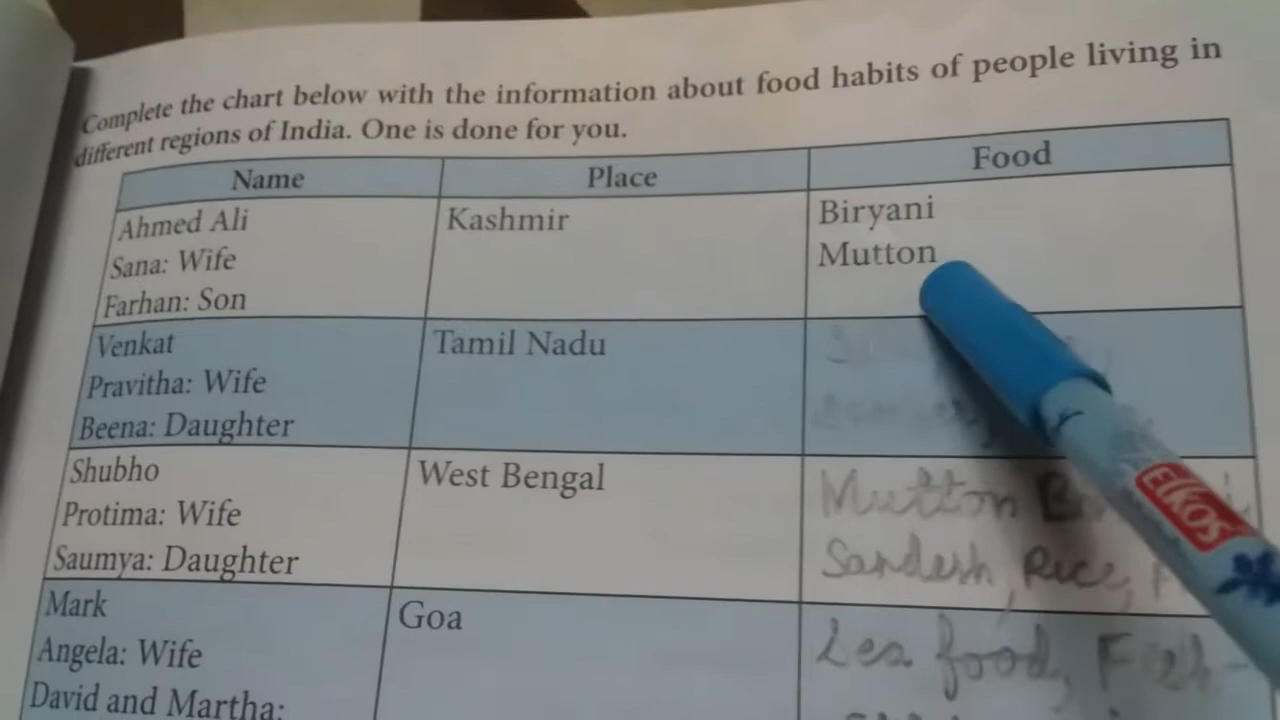 Complete the chart below with the information about food habits of people living in
different regions of India. One is done for you.
Name Place Food
Ahmed Ali Kashmir Biryani
Sana: Wife Mutton
Farhan: Son
Venkat Tamil Nadu
Pravitha: Wife
Beena: Daughter
Shubho West Bengal Mutton
Protima: Wife Sandesh, Rice,
Saumya: Daughter
Mark Goa food,
Angela: Wife
David and Martha:
elkos